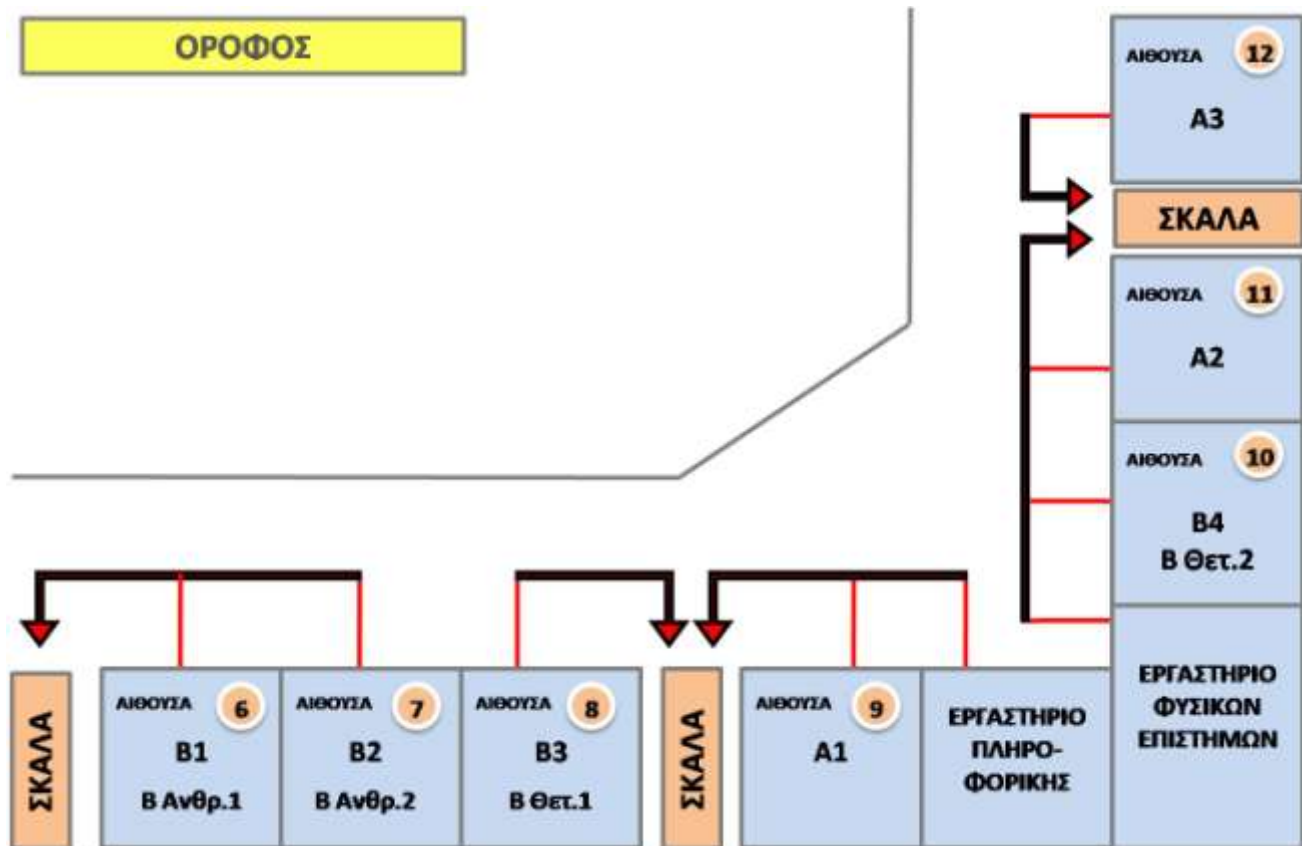 ΟΡΟΦΟΣ
ΑΙΘΟΥΣΑ 12
Α3
ΣΚΑΛΑ
ΑΙΘΟΥΣΑ 11
Α2
ΑΙΘΟΥΣΑ 10
Β4
Β Θετ.2
ΕΡΓΑΣΤΗΡΙΟ
ΦΥΣΙΚΩΝ
ΕΠΙΣΤΗΜΩΝ
ΣΚΑΛΑ
ΑΙΘΟΥΣΑ 6
Β1
Β Ανθρ.1
ΑΙΘΟΥΣΑ 7
Β2
Β Ανθρ.2
ΑΙΘΟΥΣΑ 8
Β3
Β Θετ.1
ΣΚΑΛΑ
ΑΙΘΟΥΣΑ 9
Α1
ΕΡΓΑΣΤΗΡΙΟ
ΠΛΗΡΟ-
ΦΟΡΙΚΗΣ